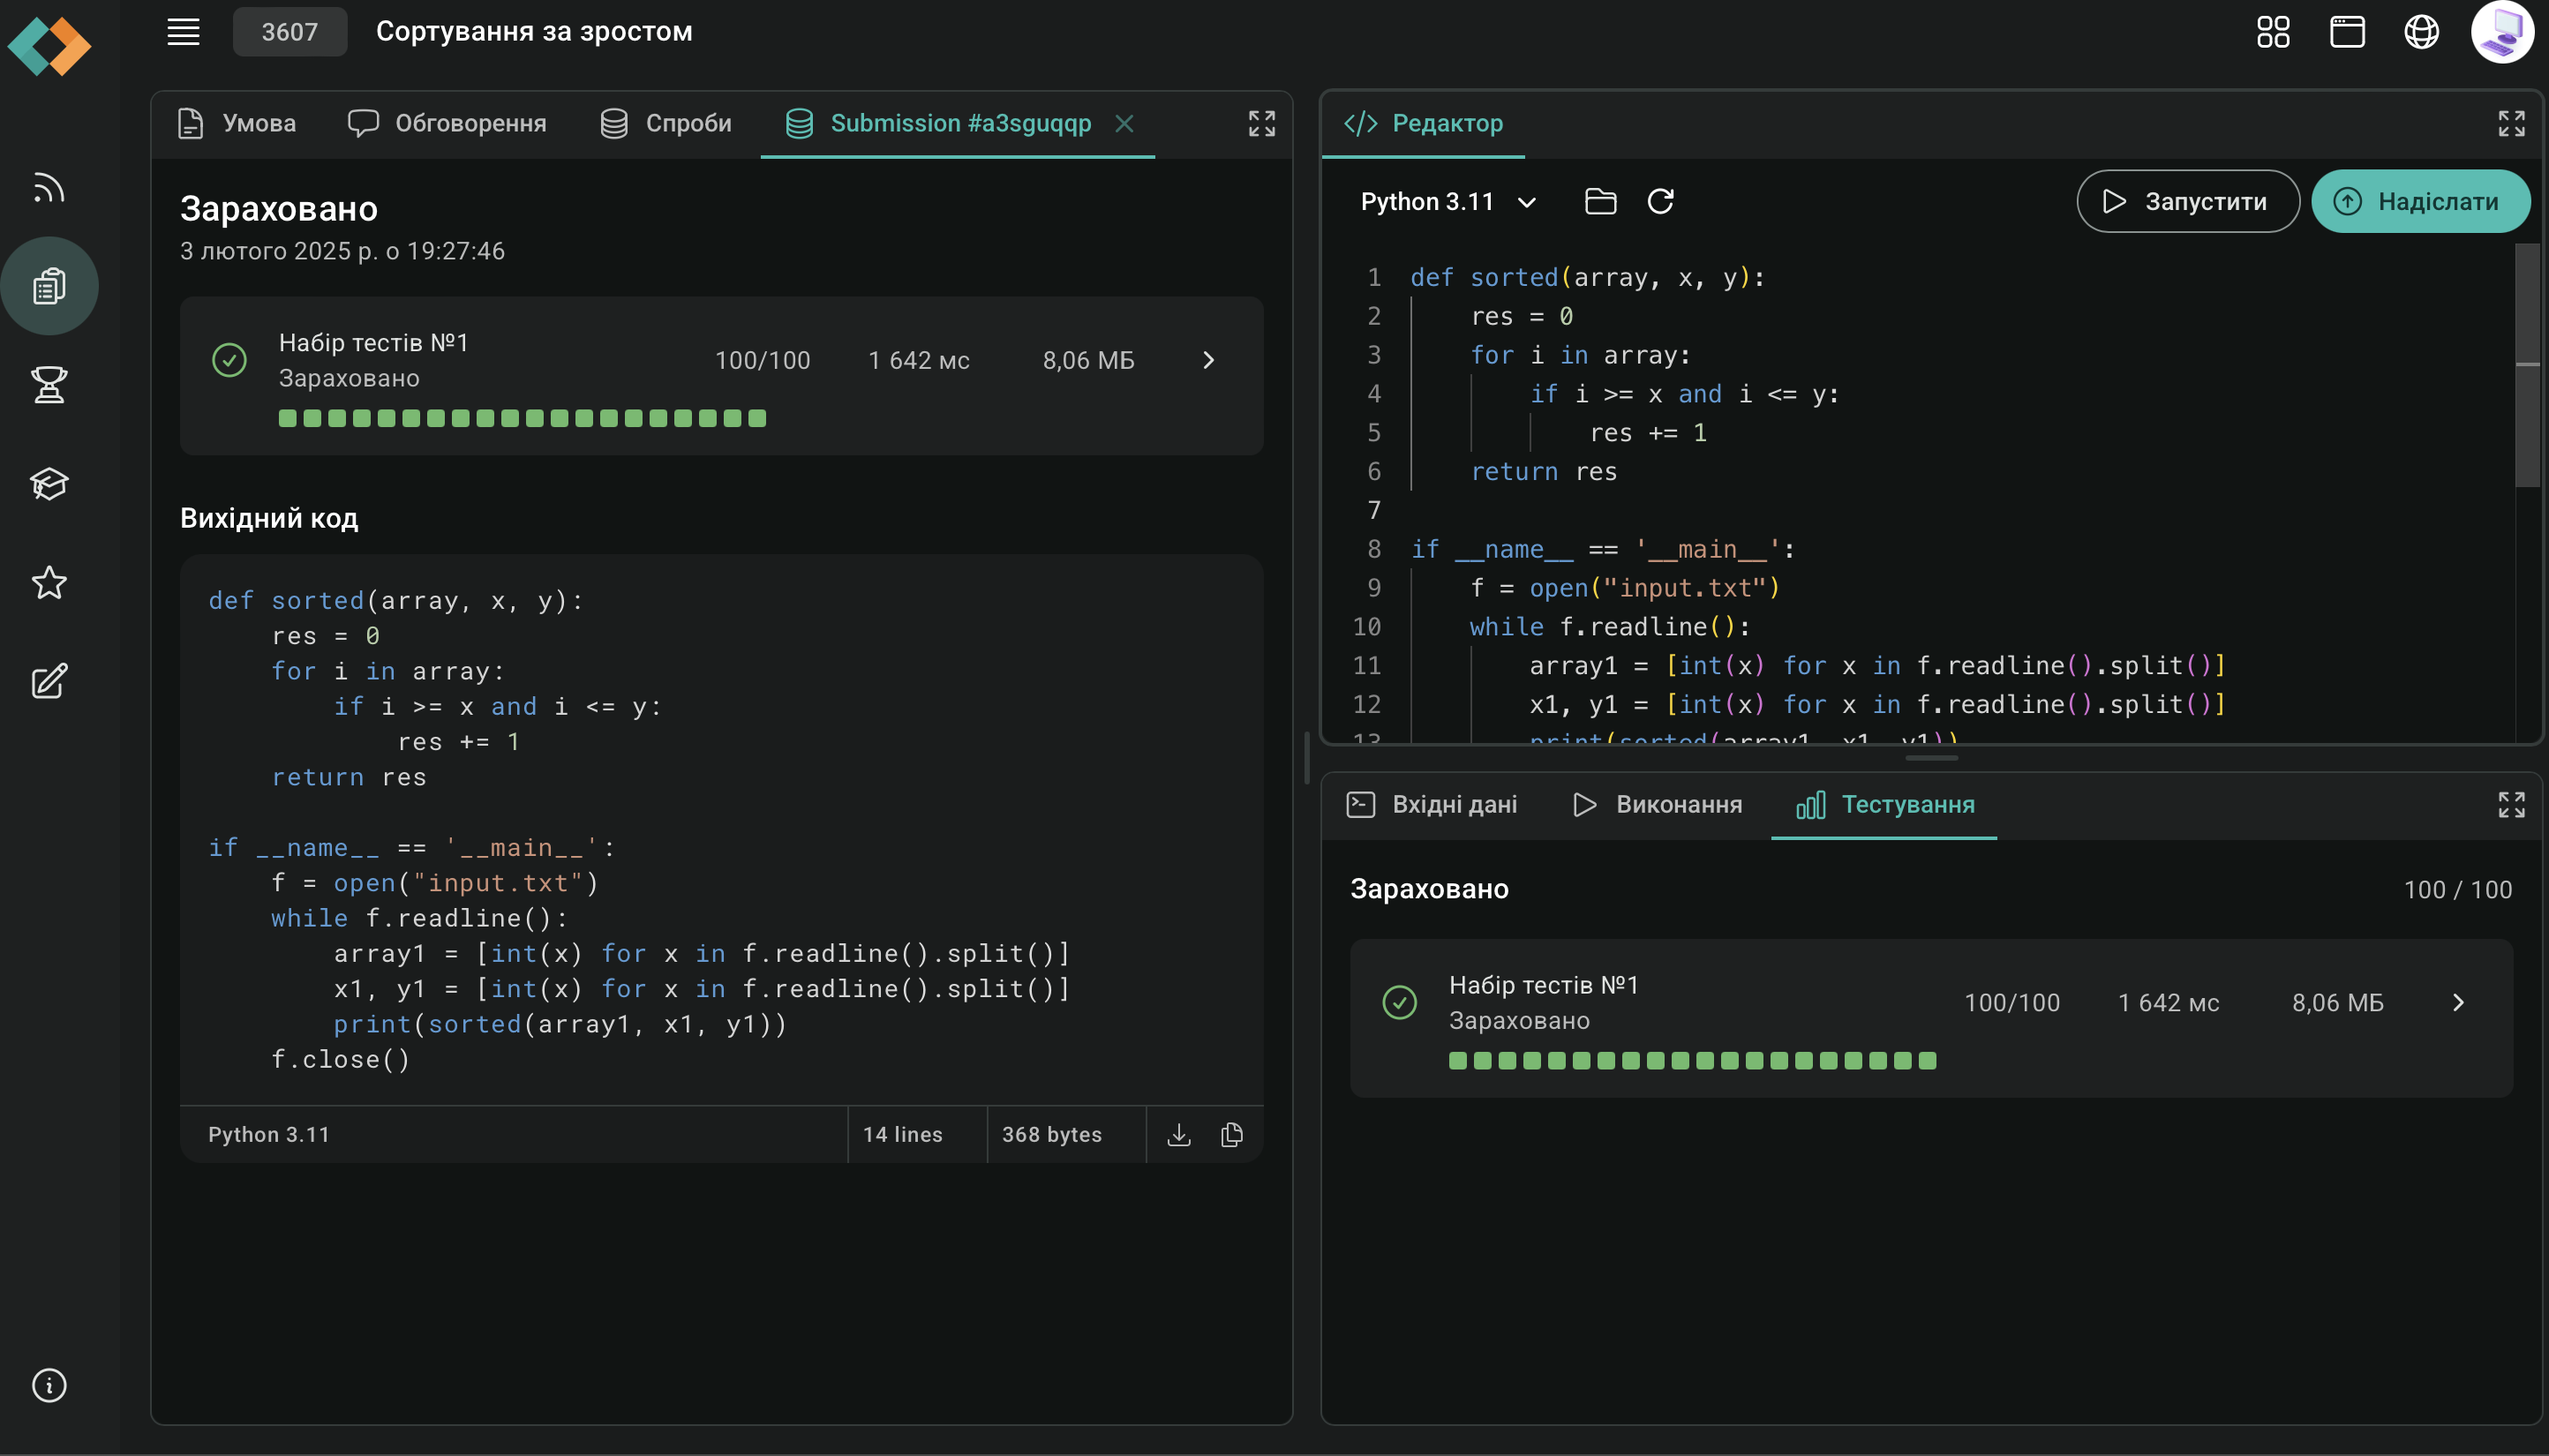 3607 Сортування за зростом
Умова Обговорення Спроби Submission #a3sguqqp
Зараховано
3 лютого 2025 р. о 19:27:46
Набір тестів №1
Зараховано
100/100 1 642 мс 8,06 МБ
Вихідний код
def sorted(array, x, y):
    res = 0
    for i in array:
        if i >= x and i <= y:
            res += 1
    return res
if __name__ == '__main__':
    f = open("input.txt")
    while f.readline():
        array1 = [int(x) for x in f.readline().split()]
        x1, y1 = [int(x) for x in f.readline().split()]
        print(sorted(array1, x1, y1))
    f.close()
Python 3.11 14 lines 368 bytes
Редактор
Python 3.11 Запустити Надіслати
1 def sorted(array, x, y):
2     res = 0
3     for i in array:
4         if i >= x and i <= y:
5             res += 1
6     return res
7
8 if __name__ == '__main__':
9     f = open("input.txt")
10     while f.readline():
11         array1 = [int(x) for x in f.readline().split()]
12         x1, y1 = [int(x) for x in f.readline().split()]
13         print(sorted(array1, x1, y1))
Вхідні дані Виконання Тестування
Зараховано 100 / 100
Набір тестів №1
Зараховано
100/100 1 642 мс 8,06 МБ